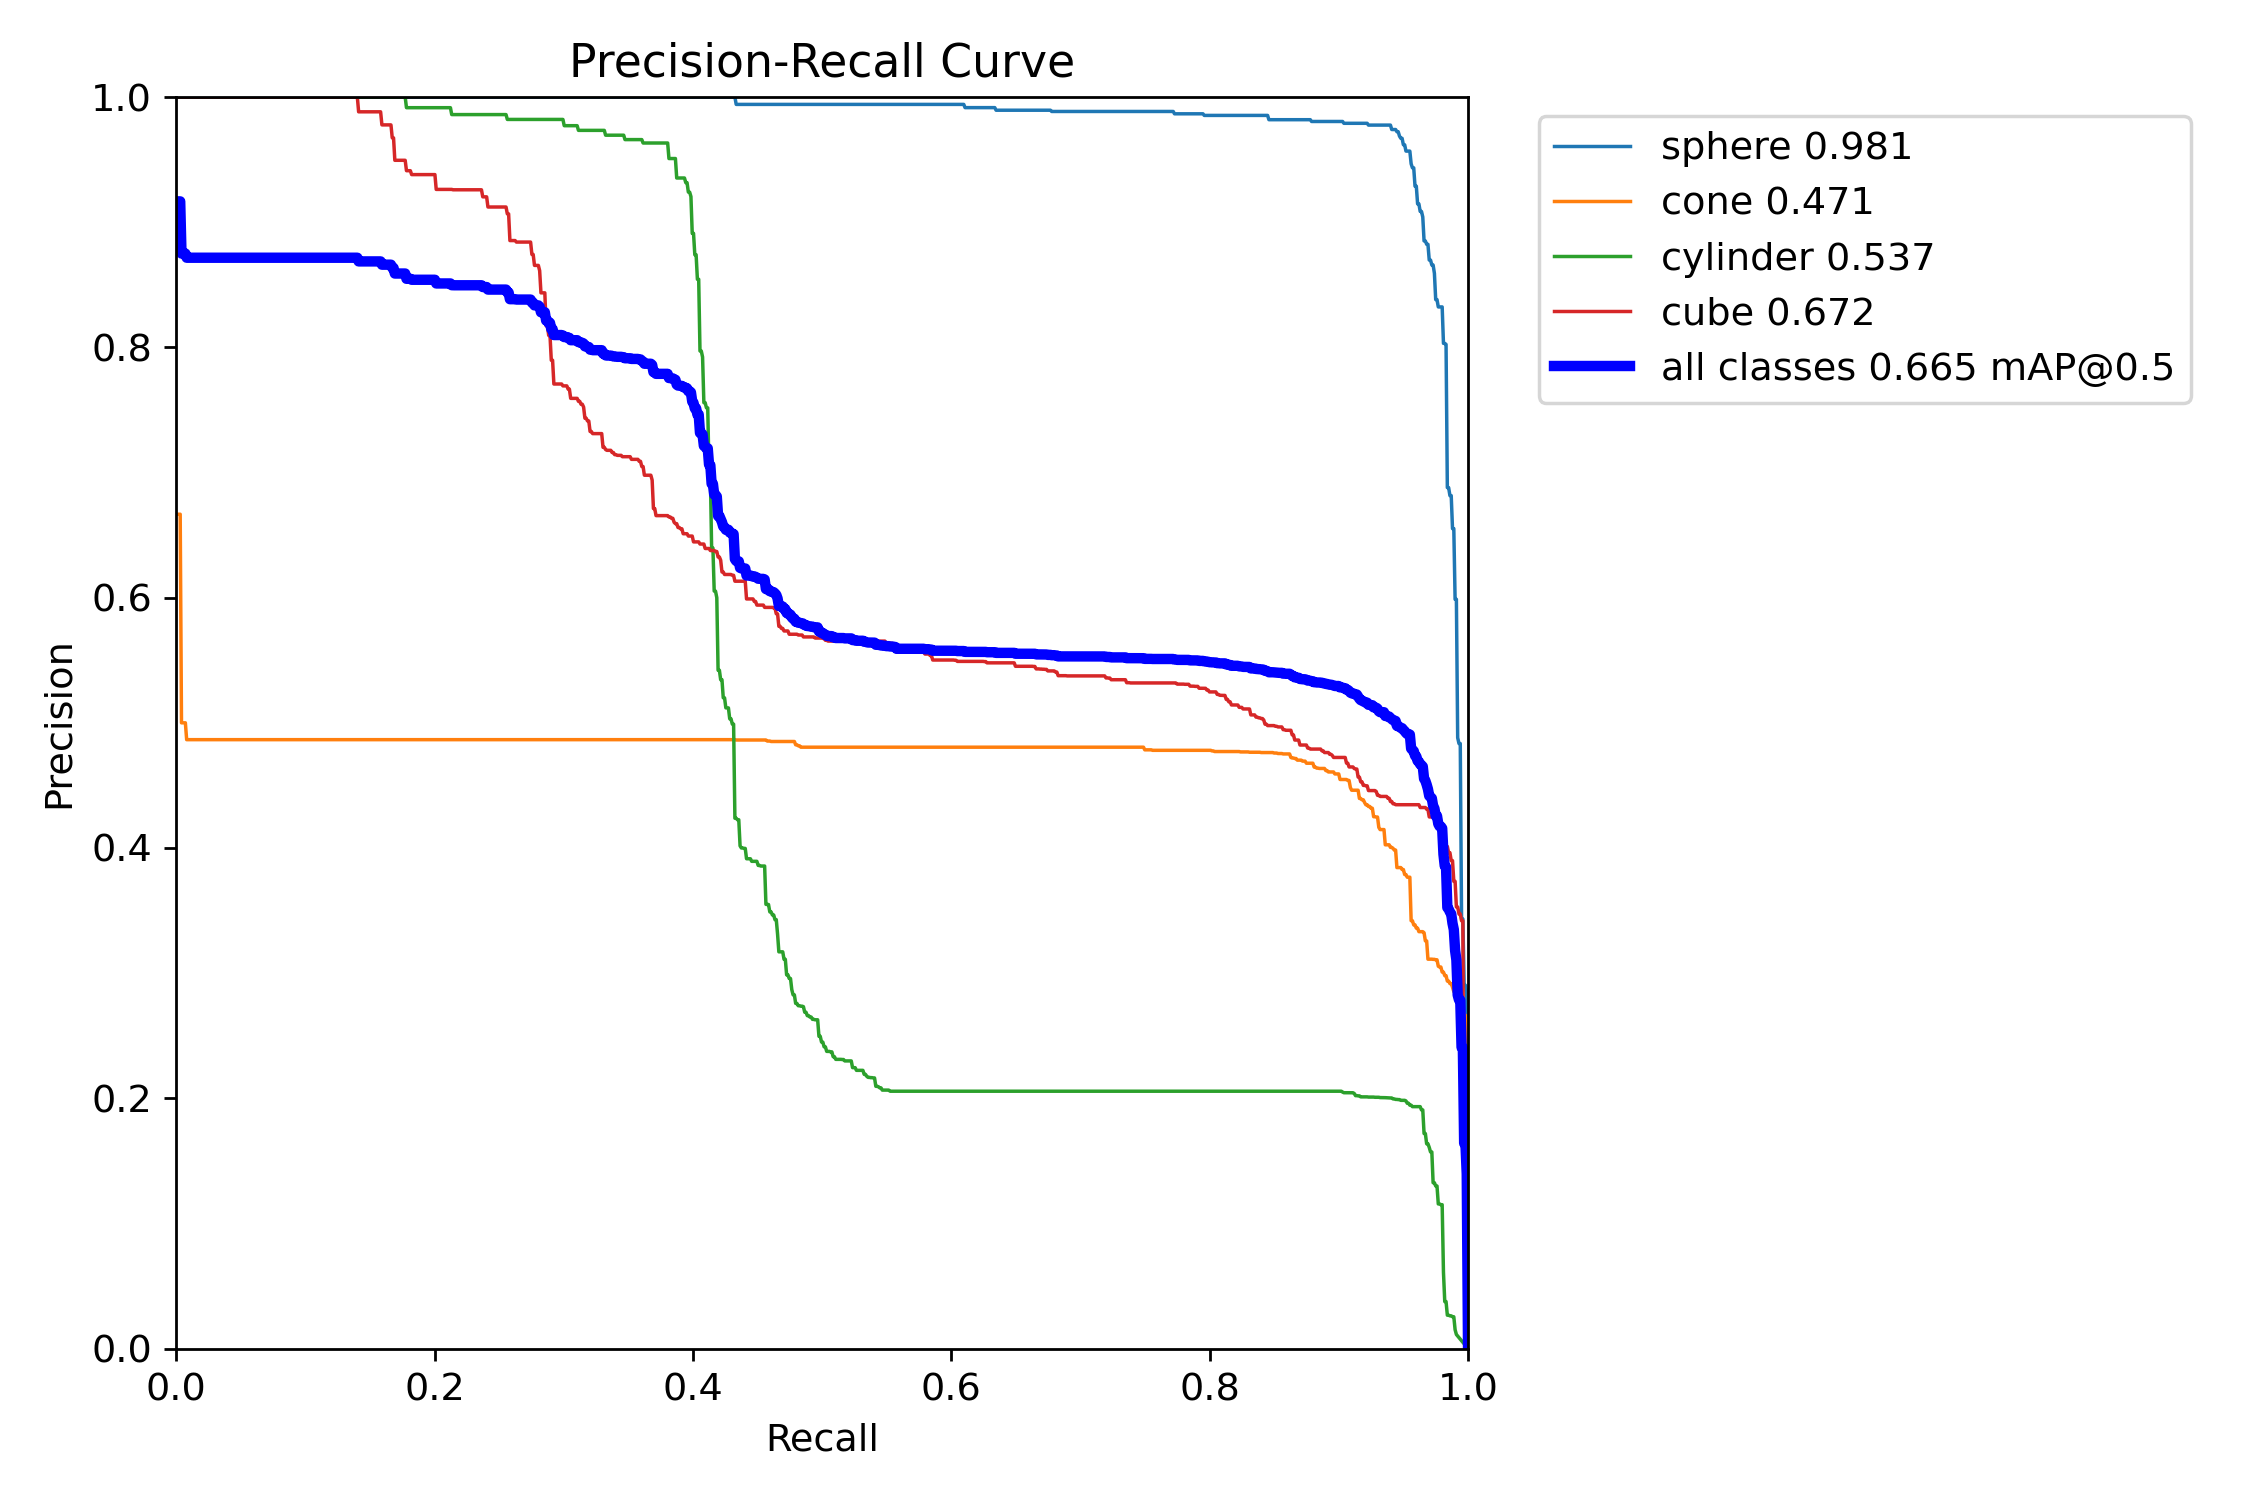 Precision-Recall Curve
1.0
0.8
0.6
0.4
0.2
0.0
Precision
0.0 0.2 0.4 0.6 0.8 1.0
Recall
sphere 0.981
cone 0.471
cylinder 0.537
cube 0.672
all classes 0.665 mAP@0.5